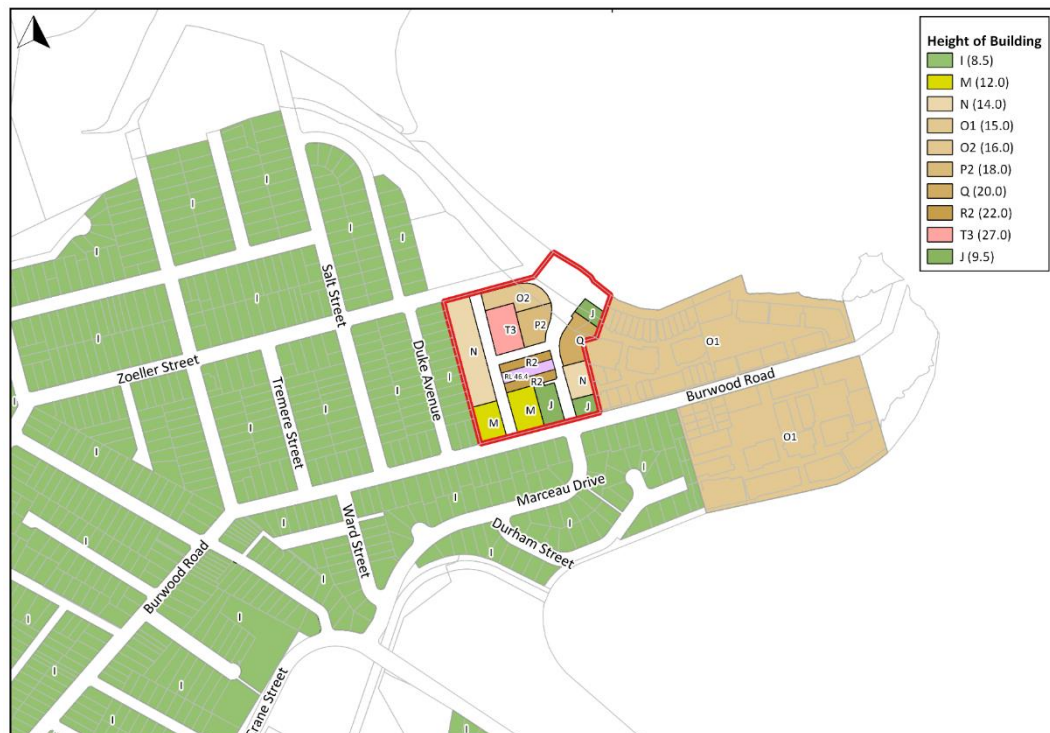 Height of Building
I (8.5)
M (12.0)
N (14.0)
O1 (15.0)
O2 (16.0)
P2 (18.0)
Q (20.0)
R2 (22.0)
T3 (27.0)
J (9.5)
I
I
I
I
I
Salt Street
Zoeller Street
Tremere Street
Duke Avenue
I
I
I
I
I
I
O2
T3
P2
N
J
Q
R2
RL 46.4
R2
N
M
M
J
J
O1
Burwood Road
O1
I
I
I
I
Marceau Drive
Ward Street
Durham Street
I
I
I
I
Burwood Road
I
I
I
I
I
I
I
Crane Street
I